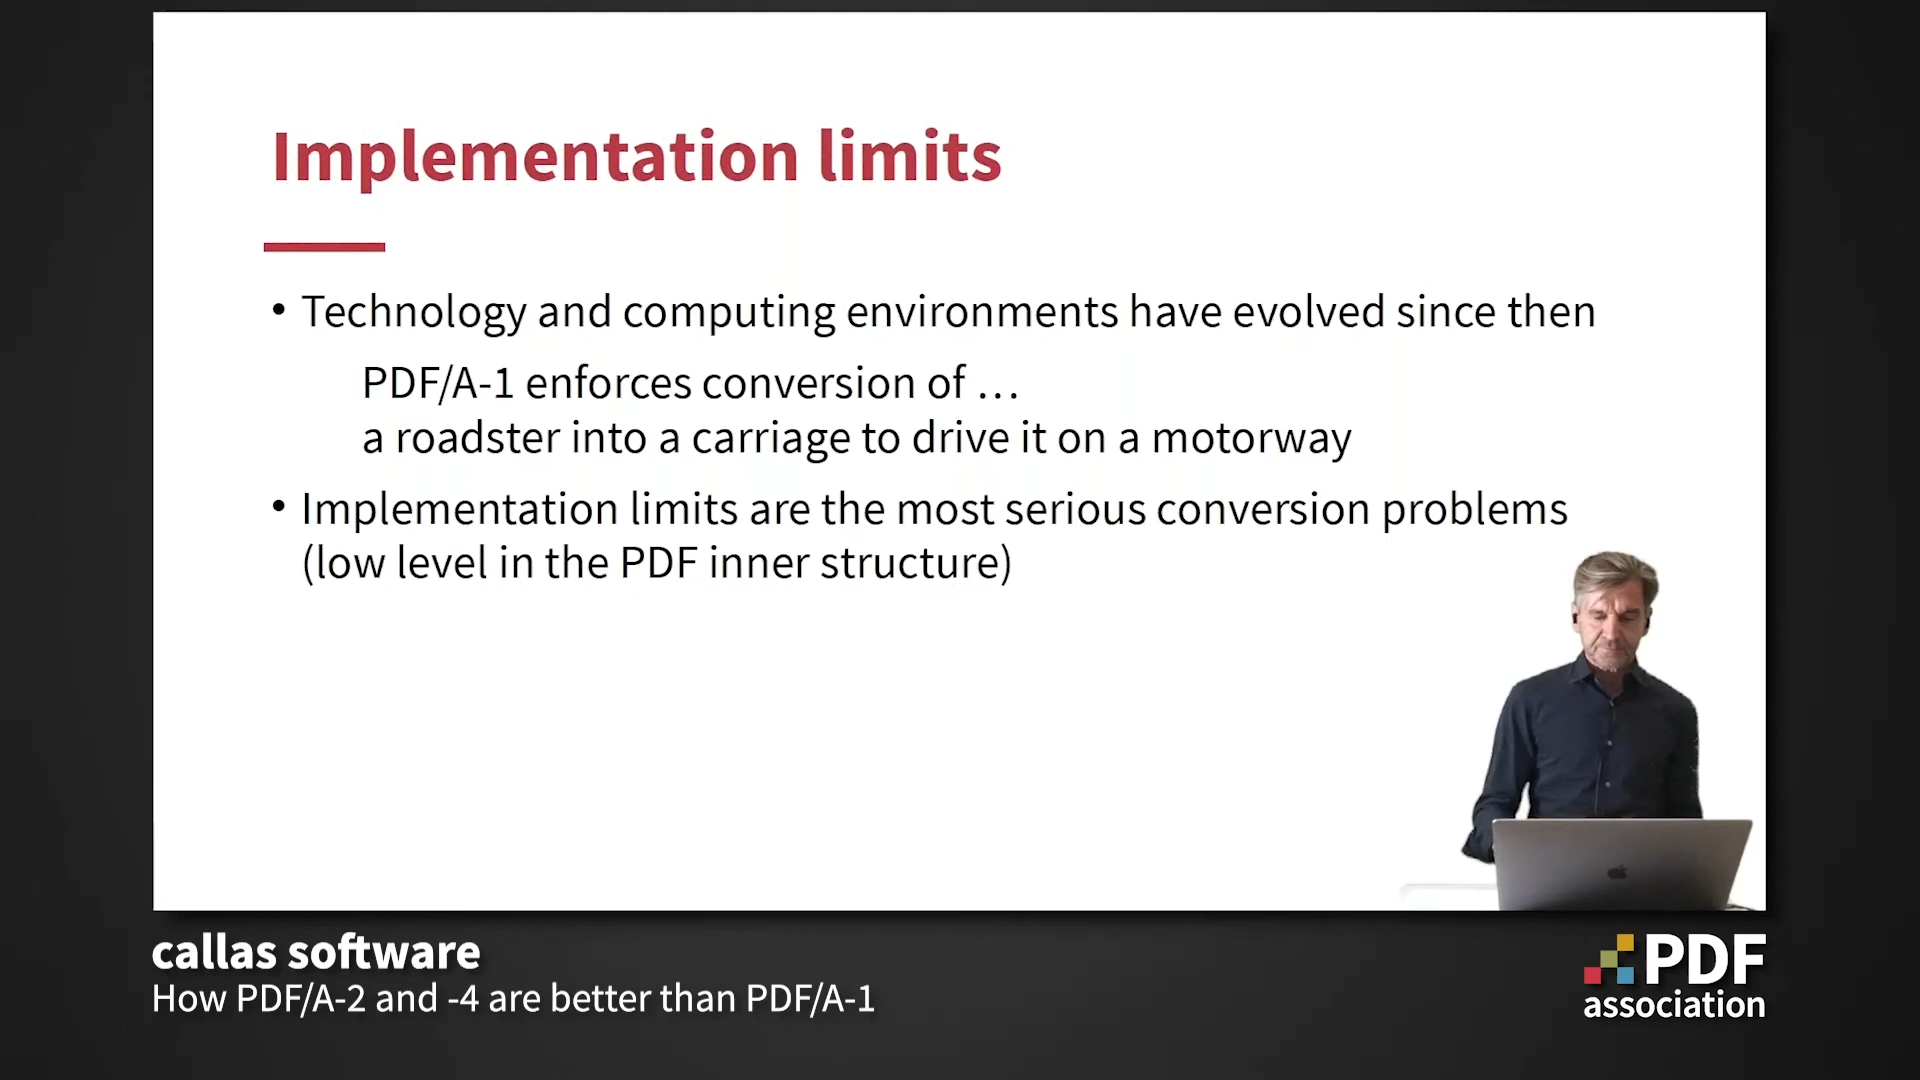 Implementation limits
• Technology and computing environments have evolved since then
PDF/A-1 enforces conversion of …
a roadster into a carriage to drive it on a motorway
• Implementation limits are the most serious conversion problems
(low level in the PDF inner structure)
callas software
How PDF/A-2 and -4 are better than PDF/A-1
PDF
association